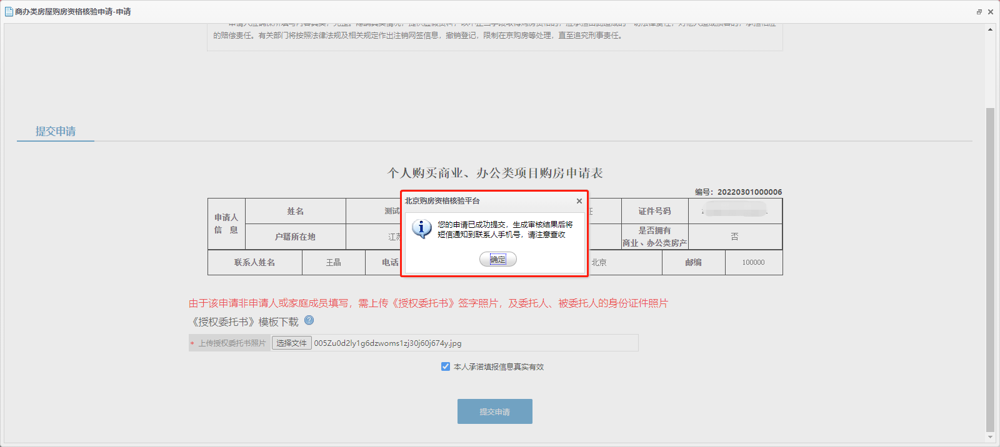 商办类房屋购房资格核验申请-申请
的赔偿责任。有关部门将按照法律法规及相关规定作出注销网签信息，撤销登记，限制在京购房等处理，直至追究刑事责任。
提交申请
个人购买商业、办公类项目购房申请表
编号：20220301000006
申请人
信 息
姓名
测试
证件号码
户籍所在地
江苏
是否拥有
商业、办公类房产
否
联系人姓名
王晶
电话
北京
邮编
100000
北京购房资格核验平台
您的申请已成功提交，生成审核结果后将
短信通知到联系人手机号，请注意查收
确定
由于该申请非申请人或家庭成员填写，需上传《授权委托书》签字照片，及委托人、被委托人的身份证件照片
《授权委托书》模板下载 ?
* 上传授权委托书照片 选择文件 005Zu0d2ly1g6dzwoms1zj30j60j674y.jpg
本人承诺填报信息真实有效
提交申请